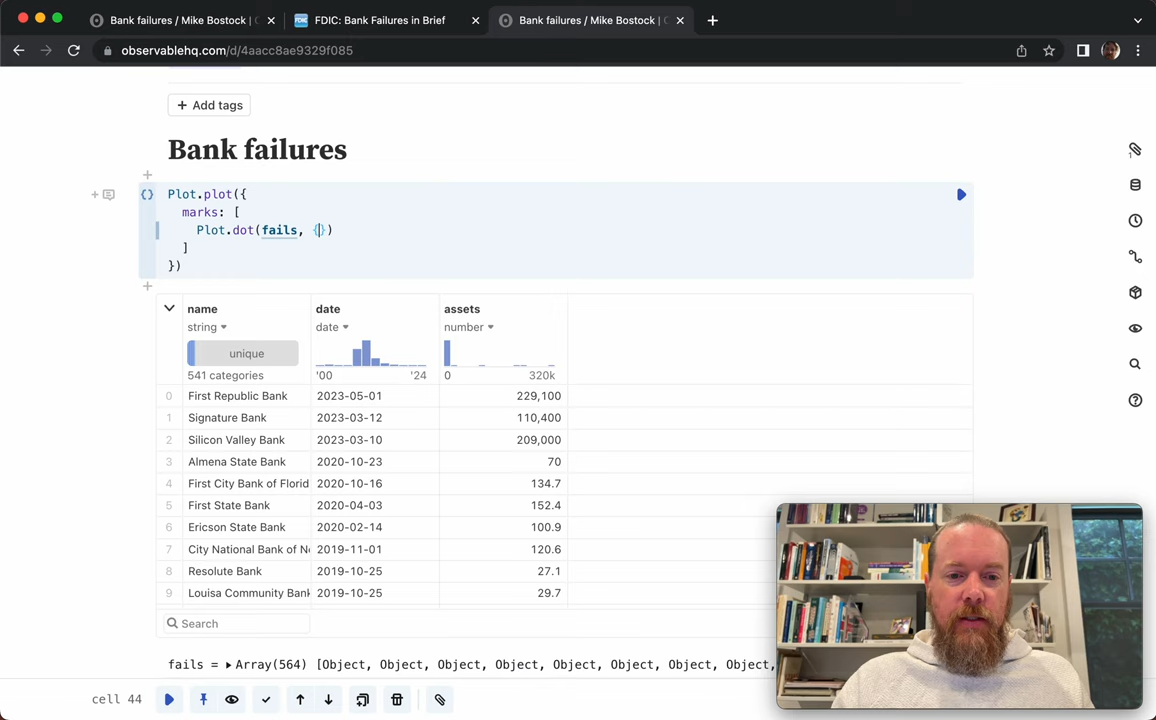 Bank failures / Mike Bostock | 
FDIC: Bank Failures in Brief
Bank failures / Mike Bostock | 
observablehq.com/d/4aacc8ae9329f085
+ Add tags
Bank failures
Plot.plot({
marks: [
Plot.dot(fails, {})
]
})
name date assets
string date number
unique
541 categories '00 '24 0 320k
0 First Republic Bank 2023-05-01 229,100
1 Signature Bank 2023-03-12 110,400
2 Silicon Valley Bank 2023-03-10 209,000
3 Almena State Bank 2020-10-23 70
4 First City Bank of Florid 2020-10-16 134.7
5 First State Bank 2020-04-03 152.4
6 Ericson State Bank 2020-02-14 100.9
7 City National Bank of Ne 2019-11-01 120.6
8 Resolute Bank 2019-10-25 27.1
9 Louisa Community Bank 2019-10-25 29.7
Search
fails = Array(564) [Object, Object, Object, Object, Object, Object, Object, Object,
cell 44